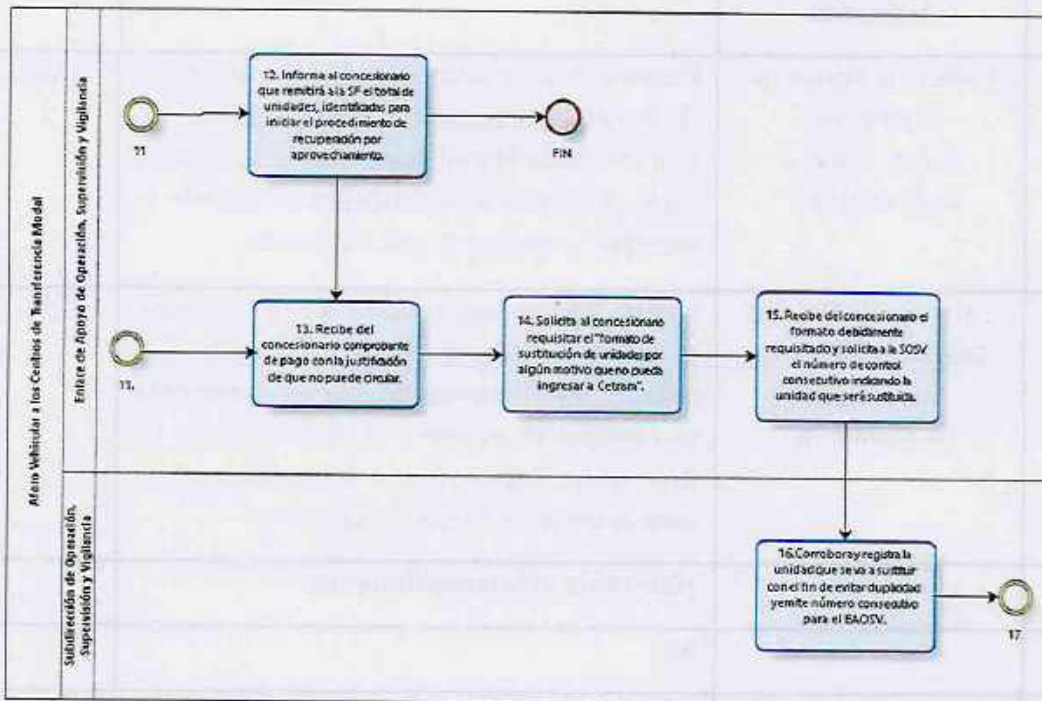 Aforo Vehicular a los Centros de Transferencia Modal
Enlace de Apoyo de Operación, Supervisión y Vigilancia
11
12. Informa al concesionario
que remitirá a la SF el total de
unidades, identificadas para
iniciar el procedimiento de
recuperación por
aprovechamiento.
FIN
13.
13. Recibe del
concesionario comprobante
de pago con la justificación
de que no puede circular.
14. Solicita al concesionario
requisitar el "formato de
sustitución de unidades por
algún motivo que no pueda
ingresar a Cetram".
15. Recibe del concesionario el
formato debidamente
requisitado y solicita a la SOSV
el número de control
consecutivo indicando la
unidad que será sustituida.
Subdirección de Operación,
Supervisión y Vigilancia
16.Corrobora y registra la
unidad que se va a sustituir
con el fin de evitar duplicidad
y emite número consecutivo
para el EAOSV.
17